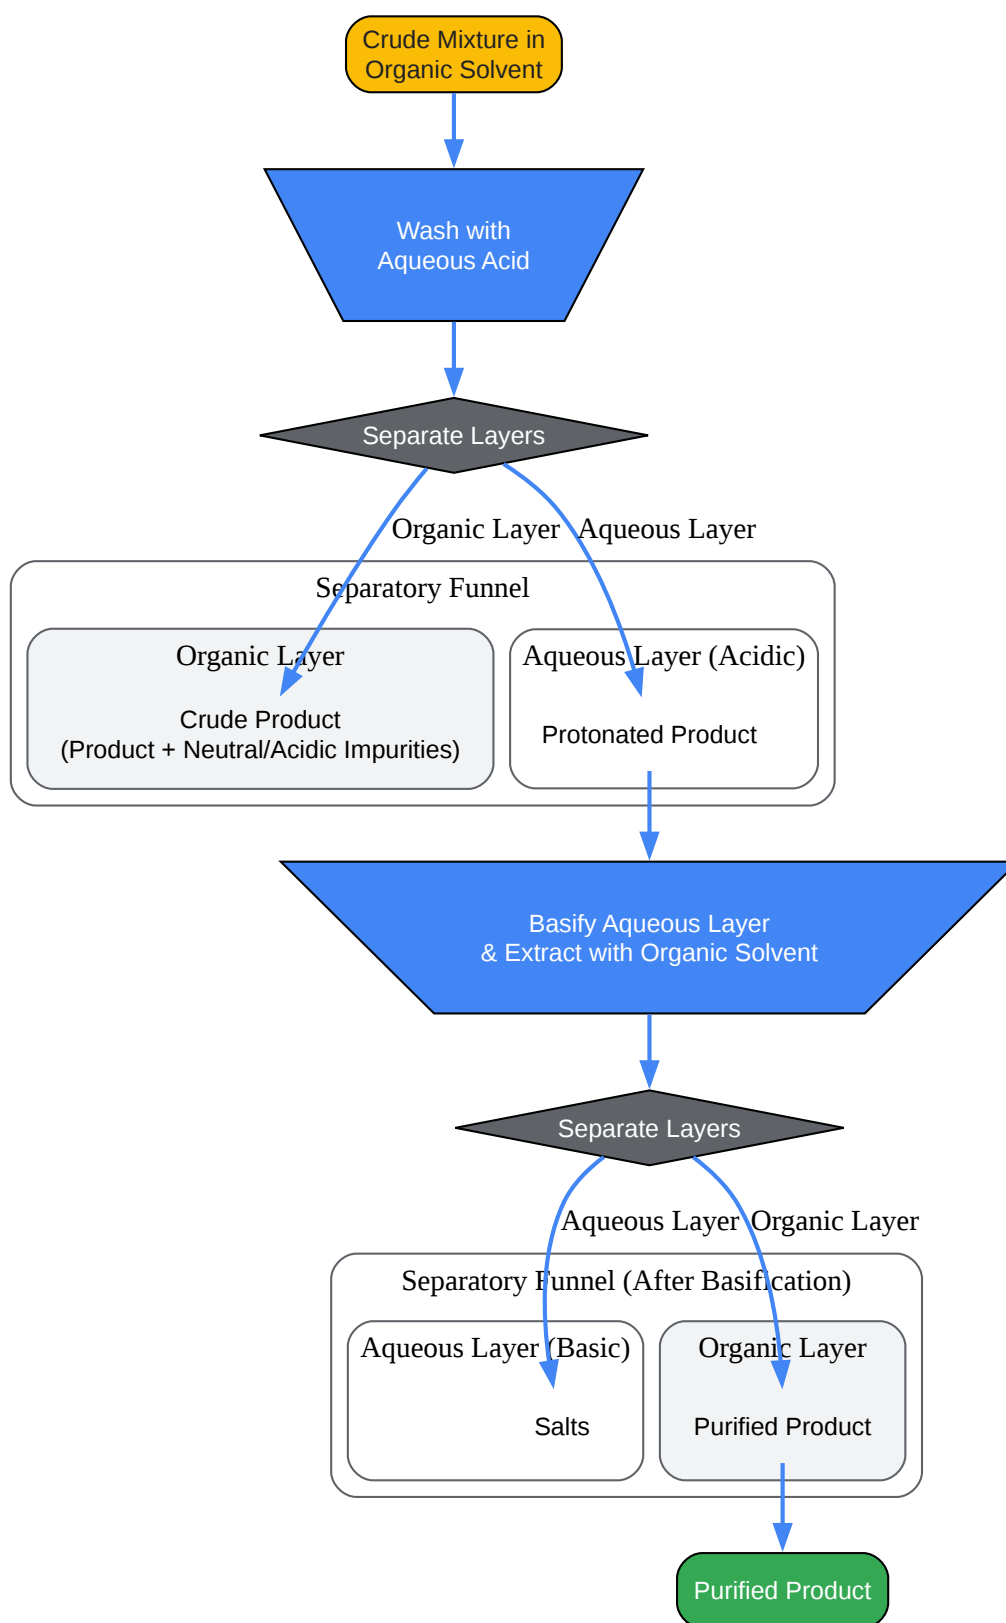 Crude Mixture in
Organic Solvent
Wash with
Aqueous Acid
Separate Layers
Organic Layer
Aqueous Layer
Separatory Funnel
Organic Layer
Aqueous Layer (Acidic)
Crude Product
(Product + Neutral/Acidic Impurities)
Protonated Product
Basify Aqueous Layer
& Extract with Organic Solvent
Separate Layers
Aqueous Layer
Organic Layer
Separatory Funnel (After Basification)
Aqueous Layer (Basic)
Organic Layer
Salts
Purified Product
Purified Product